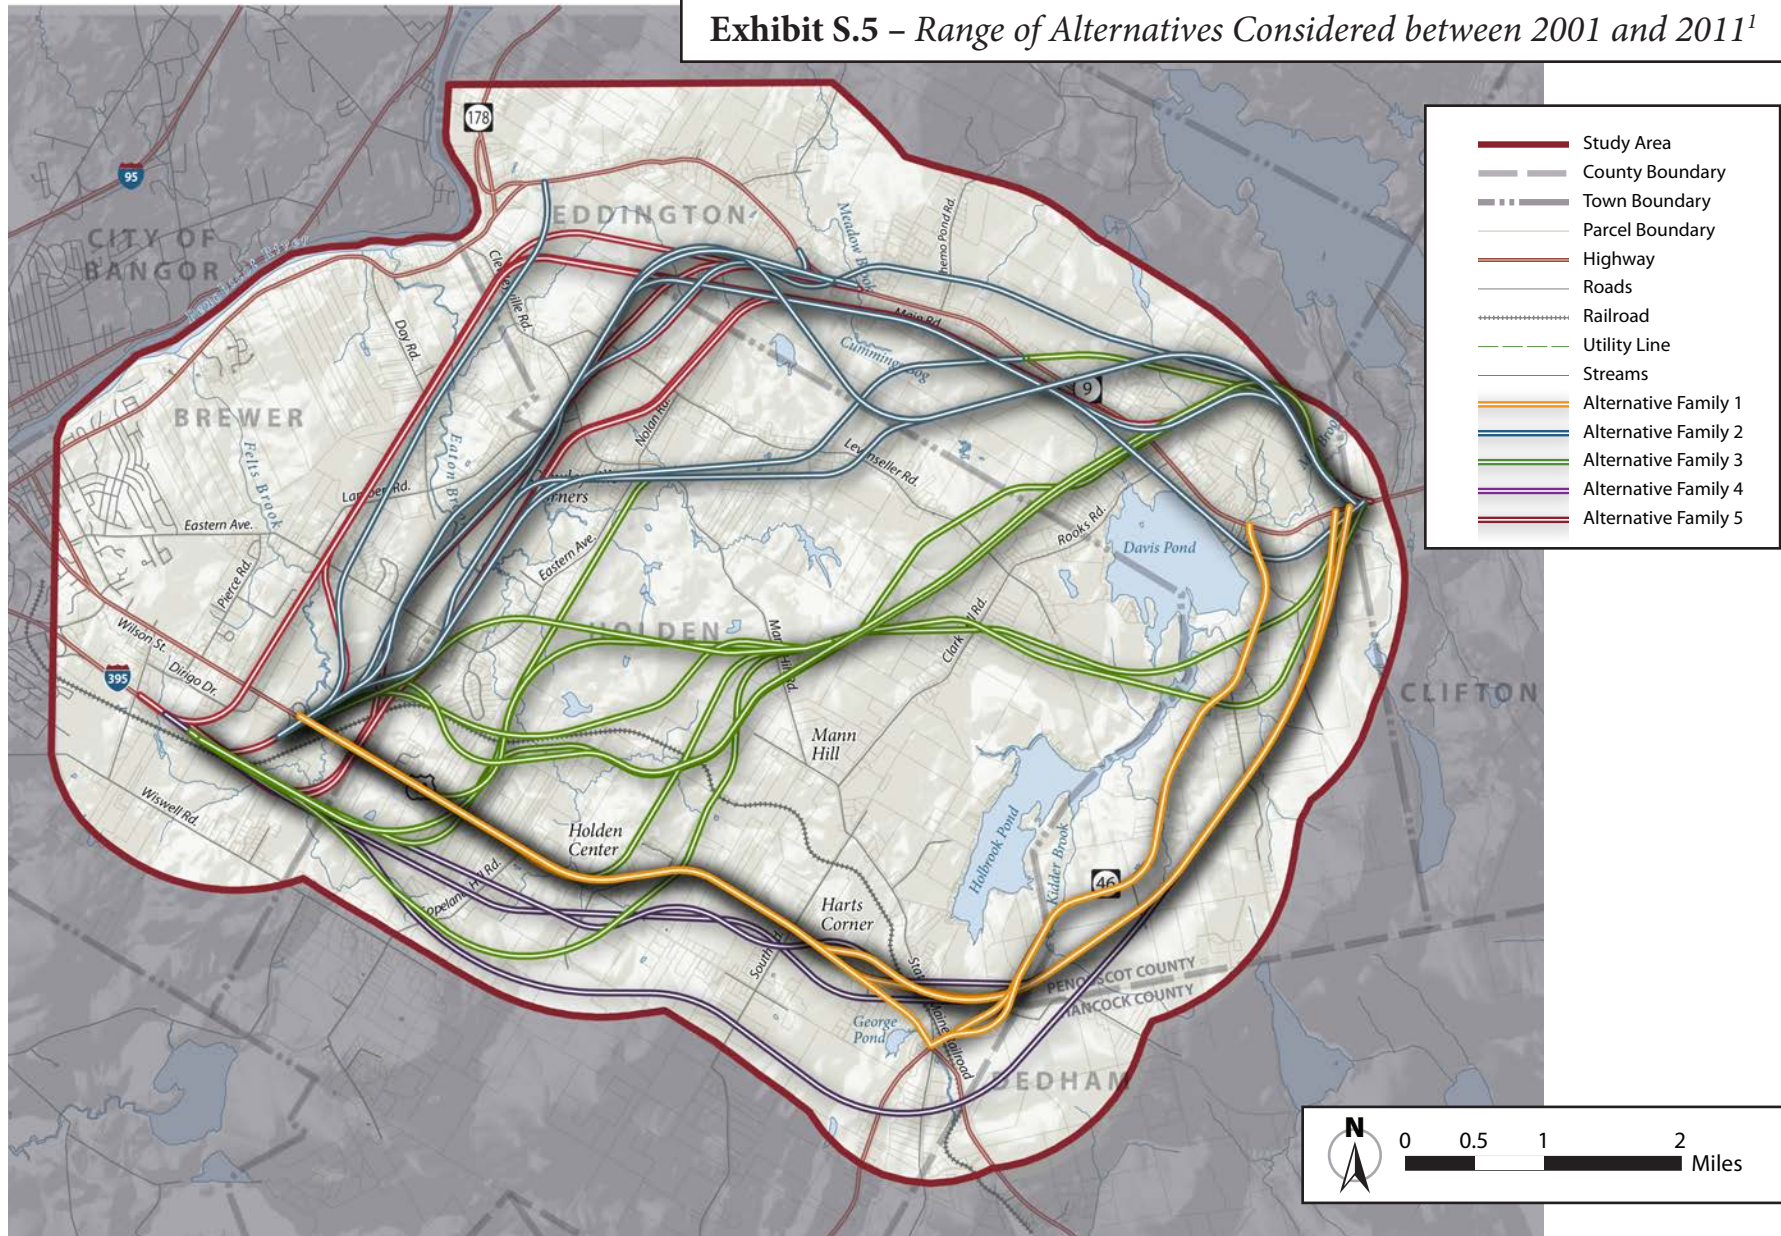 Exhibit S.5 – Range of Alternatives Considered between 2001 and 2011¹
Study Area
County Boundary
Town Boundary
Parcel Boundary
Highway
Roads
Railroad
Utility Line
Streams
Alternative Family 1
Alternative Family 2
Alternative Family 3
Alternative Family 4
Alternative Family 5
178
95
EDDINGTON
CITY OF
BANGOR
Meadow Brook
Day Rd.
Main Rd.
Cummings Bog
9
BREWER
Felts Brook
Nolan Rd.
Levenseller Rd.
Eastern Ave.
Rooks Rd.
Davis Pond
Eastern Ave.
Pierce Rd.
HOLDEN
Wilson St.
Dirigo Dr.
395
CLIFTON
Mann
Hill
Wiswell Rd.
Holden
Center
Holbrook Pond
Kidder Brook
46
Harts
Corner
PENOBSCOT COUNTY
HANCOCK COUNTY
George
Pond
DEDHAM
N
0 0.5 1 2
Miles